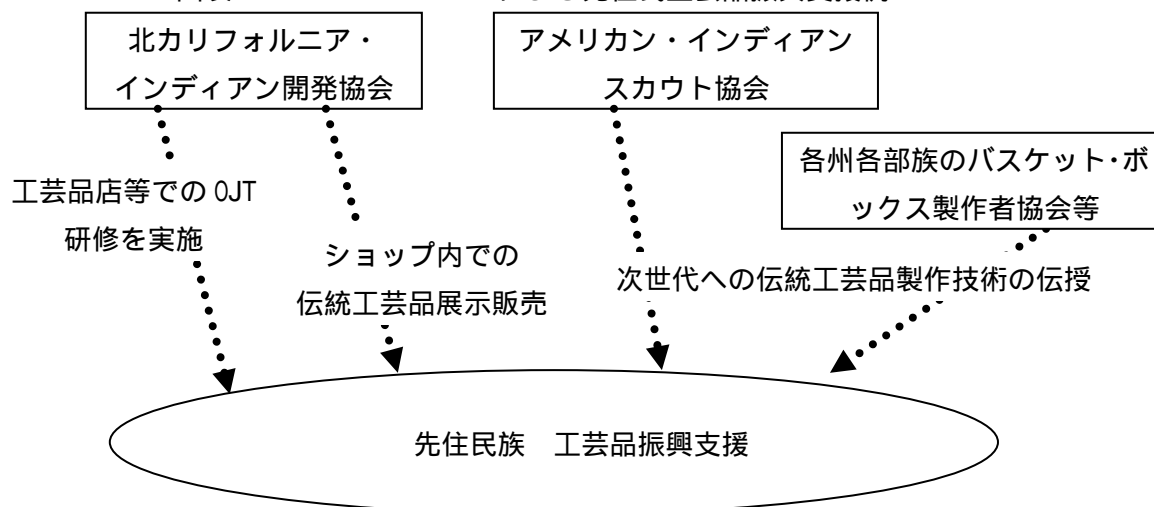 北カリフォルニア・
インディアン開発協会
アメリカン・インディアン
スカウト協会
各州各部族のバスケット・ボ
ックス製作者協会等
工芸品店等での OJT
研修を実施
ショップ内での
伝統工芸品展示販売
次世代への伝統工芸品製作技術の伝授
先住民族　工芸品振興支援